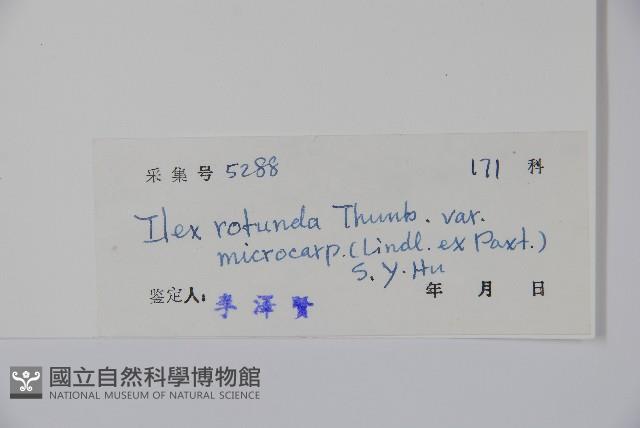 采集号 5288 171 科
Ilex rotunda Thunb. var.
microcarp. (Lindl. ex Paxt.)
S. Y. Hu
鉴定人: 李泽贤 年 月 日
國立自然科學博物館
NATIONAL MUSEUM OF NATURAL SCIENCE